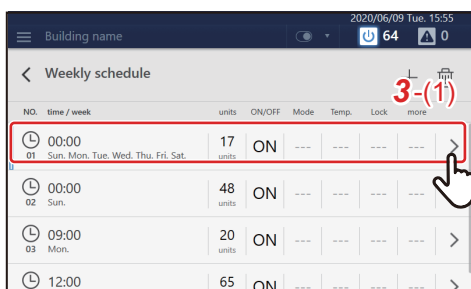 2020/06/09 Tue. 15:55
Building name 64 0
Weekly schedule
3-(1)
NO. time / week units ON/OFF Mode Temp. Lock more
00:00 17 ON --- --- --- ---
01 Sun. Mon. Tue. Wed. Thu. Fri. Sat. units
00:00 48 ON --- --- --- ---
02 Sun. units
09:00 20 ON --- --- --- ---
03 Mon. units
12:00 65 ON --- --- --- ---